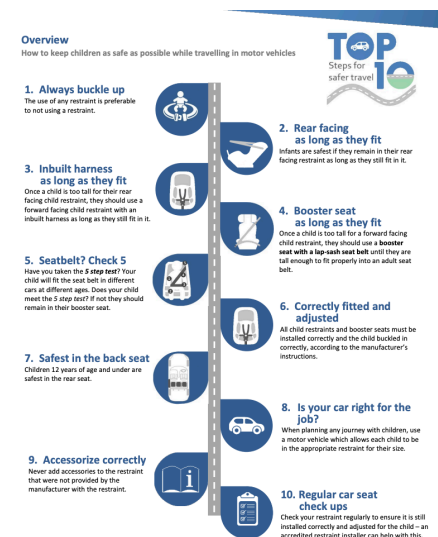 Overview
How to keep children as safe as possible while travelling in motor vehicles
TOP
Steps for
safer travel
10
1. Always buckle up
The use of any restraint is preferable
to not using a restraint.
2. Rear facing
as long as they fit
Infants are safest if they remain in their rear
facing restraint as long as they still fit in it.
3. Inbuilt harness
as long as they fit
Once a child is too tall for their rear
facing child restraint, they should use a
forward facing child restraint with an
inbuilt harness as long as they still fit in it.
4. Booster seat
as long as they fit
Once a child is too tall for a forward facing
child restraint, they should use a booster
seat with a lap-sash seat belt until they are
tall enough to fit properly into an adult seat
belt.
5. Seatbelt? Check 5
Have you taken the 5 step test? Your
child will fit the seat belt in different
cars at different ages. Does your child
meet the 5 step test? If not they should
remain in their booster seat.
6. Correctly fitted and
adjusted
All child restraints and booster seats must be
installed correctly and the child buckled in
correctly, according to the manufacturer's
instructions.
7. Safest in the back seat
Children 12 years of age and under are
safest in the rear seat.
8. Is your car right for the
job?
When planning any journey with children, use
a motor vehicle which allows each child to be
in the appropriate restraint for their size.
9. Accessorize correctly
Never add accessories to the restraint
that were not provided by the
manufacturer with the restraint.
i
10. Regular car seat
check ups
Check your restraint regularly to ensure it is still
installed correctly and adjusted for the child – an
accredited restraint installer can help with this.